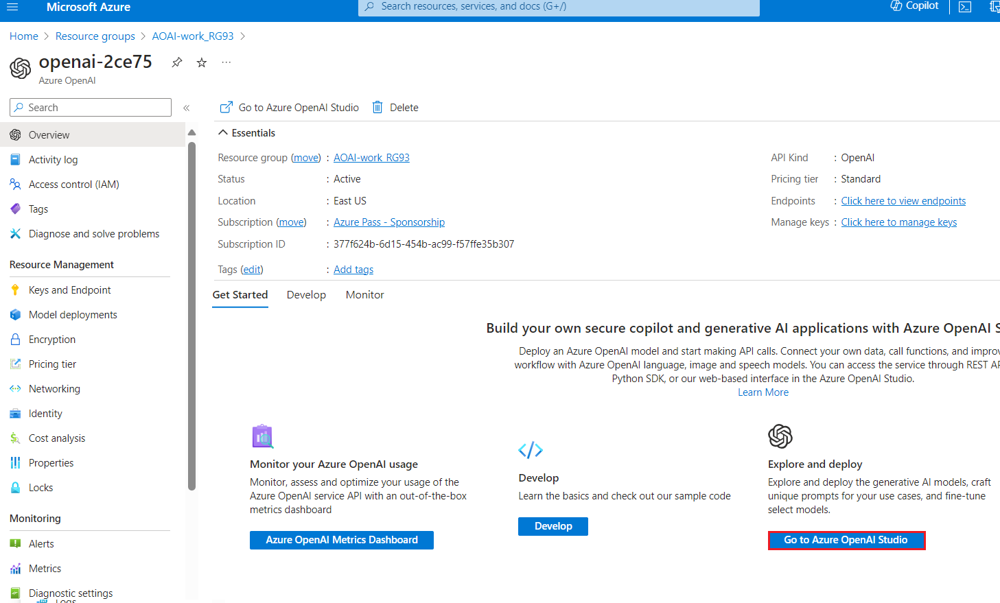 Microsoft Azure
Search resources, services, and docs (G+/)
Copilot
Home > Resource groups > AOAI-work_RG93 >
openai-2ce75
Azure OpenAI
Search
Overview
Activity log
Access control (IAM)
Tags
Diagnose and solve problems
Resource Management
Keys and Endpoint
Model deployments
Encryption
Pricing tier
Networking
Identity
Cost analysis
Properties
Locks
Monitoring
Alerts
Metrics
Diagnostic settings
Logs
Go to Azure OpenAI Studio
Delete
Essentials
Resource group (move) : AOAI-work_RG93
Status : Active
Location : East US
Subscription (move) : Azure Pass - Sponsorship
Subscription ID : 377f624b-6d15-454b-ac99-f57ffe35b307
Tags (edit) : Add tags
API Kind : OpenAI
Pricing tier : Standard
Endpoints : Click here to view endpoints
Manage keys : Click here to manage keys
Get Started
Develop
Monitor
Build your own secure copilot and generative AI applications with Azure OpenAI S
Deploy an Azure OpenAI model and start making API calls. Connect your own data, call functions, and improv
workflow with Azure OpenAI language, image and speech models. You can access the service through REST AP
Python SDK, or our web-based interface in the Azure OpenAI Studio.
Learn More
Monitor your Azure OpenAI usage
Monitor, assess and optimize your usage of the
Azure OpenAI service API with an out-of-the-box
metrics dashboard
Azure OpenAI Metrics Dashboard
Develop
Learn the basics and check out our sample code
Develop
Explore and deploy
Explore and deploy the generative AI models, craft
unique prompts for your use cases, and fine-tune
select models.
Go to Azure OpenAI Studio